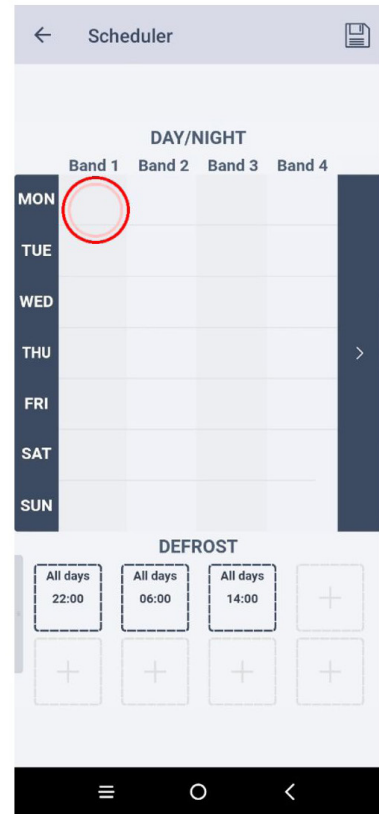 Scheduler
DAY/NIGHT
Band 1 Band 2 Band 3 Band 4
MON
TUE
WED
THU
FRI
SAT
SUN
DEFROST
All days All days All days
22:00 06:00 14:00